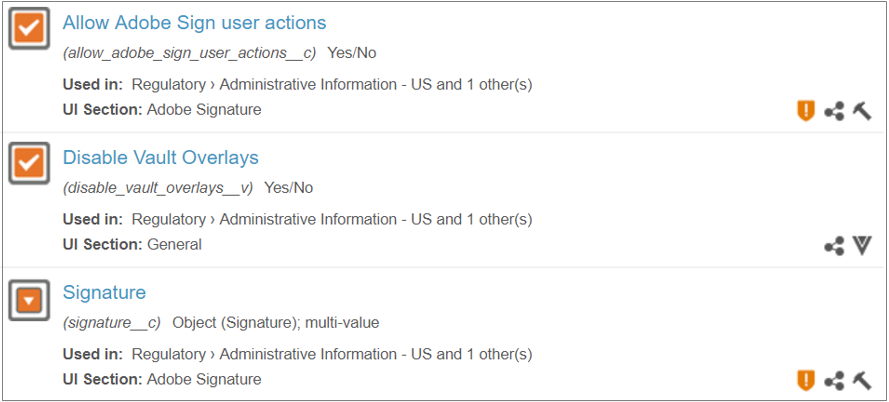 Allow Adobe Sign user actions
(allow_adobe_sign_user_actions__c) Yes/No
Used in: Regulatory › Administrative Information - US and 1 other(s)
UI Section: Adobe Signature
Disable Vault Overlays
(disable_vault_overlays__v) Yes/No
Used in: Regulatory › Administrative Information - US and 1 other(s)
UI Section: General
Signature
(signature__c) Object (Signature); multi-value
Used in: Regulatory › Administrative Information - US and 1 other(s)
UI Section: Adobe Signature